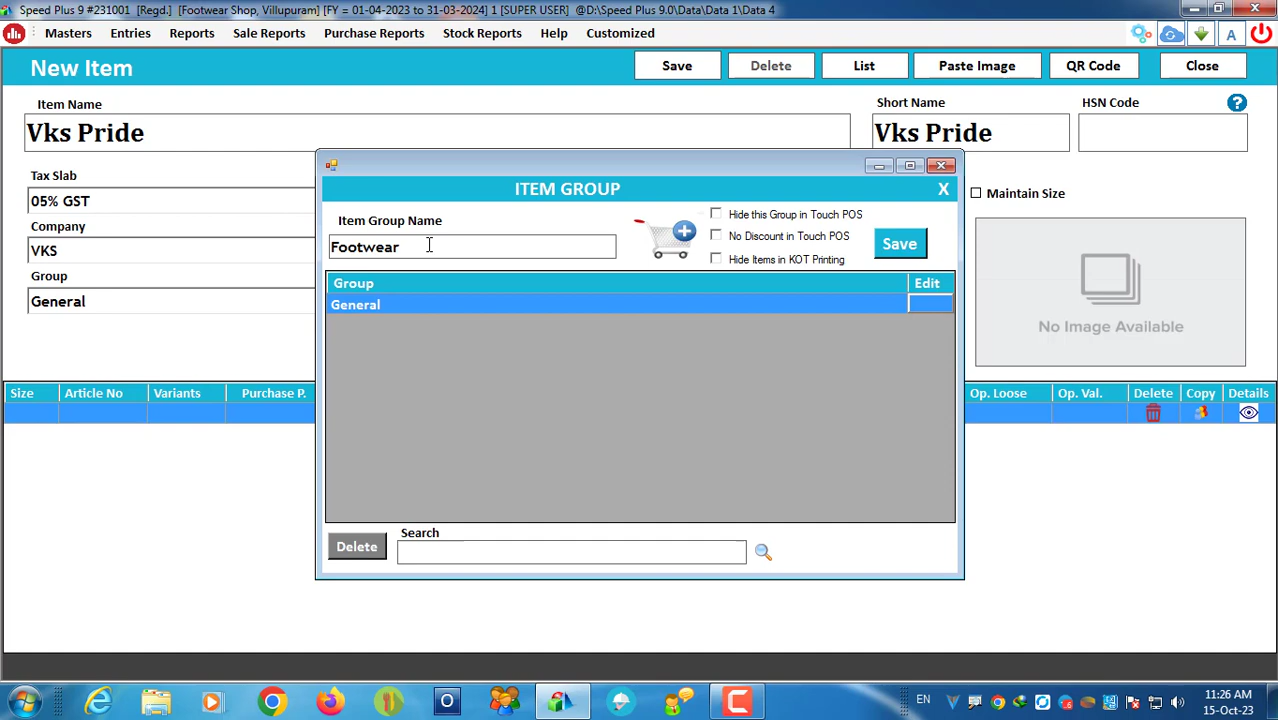 Speed Plus 9 #231001 [Regd.] [Footwear Shop, Villupuram] [FY = 01-04-2023 to 31-03-2024] 1 [SUPER USER] @D:\Speed Plus 9.0\Data\Data 1\Data 4
Masters Entries Reports Sale Reports Purchase Reports Stock Reports Help Customized A
New Item Save Delete List Paste Image QR Code Close
Item Name Short Name HSN Code ?
Vks Pride Vks Pride
Tax Slab
05% GST
Company
VKS
Group
General
Maintain Size
No Image Available
ITEM GROUP X
Item Group Name
Footwear
Hide this Group in Touch POS
No Discount in Touch POS
Hide Items in KOT Printing
Save
Group Edit
General
Search
Delete
Size Article No Variants Purchase P. Op. Loose Op. Val. Delete Copy Details
EN
11:26 AM
15-Oct-23